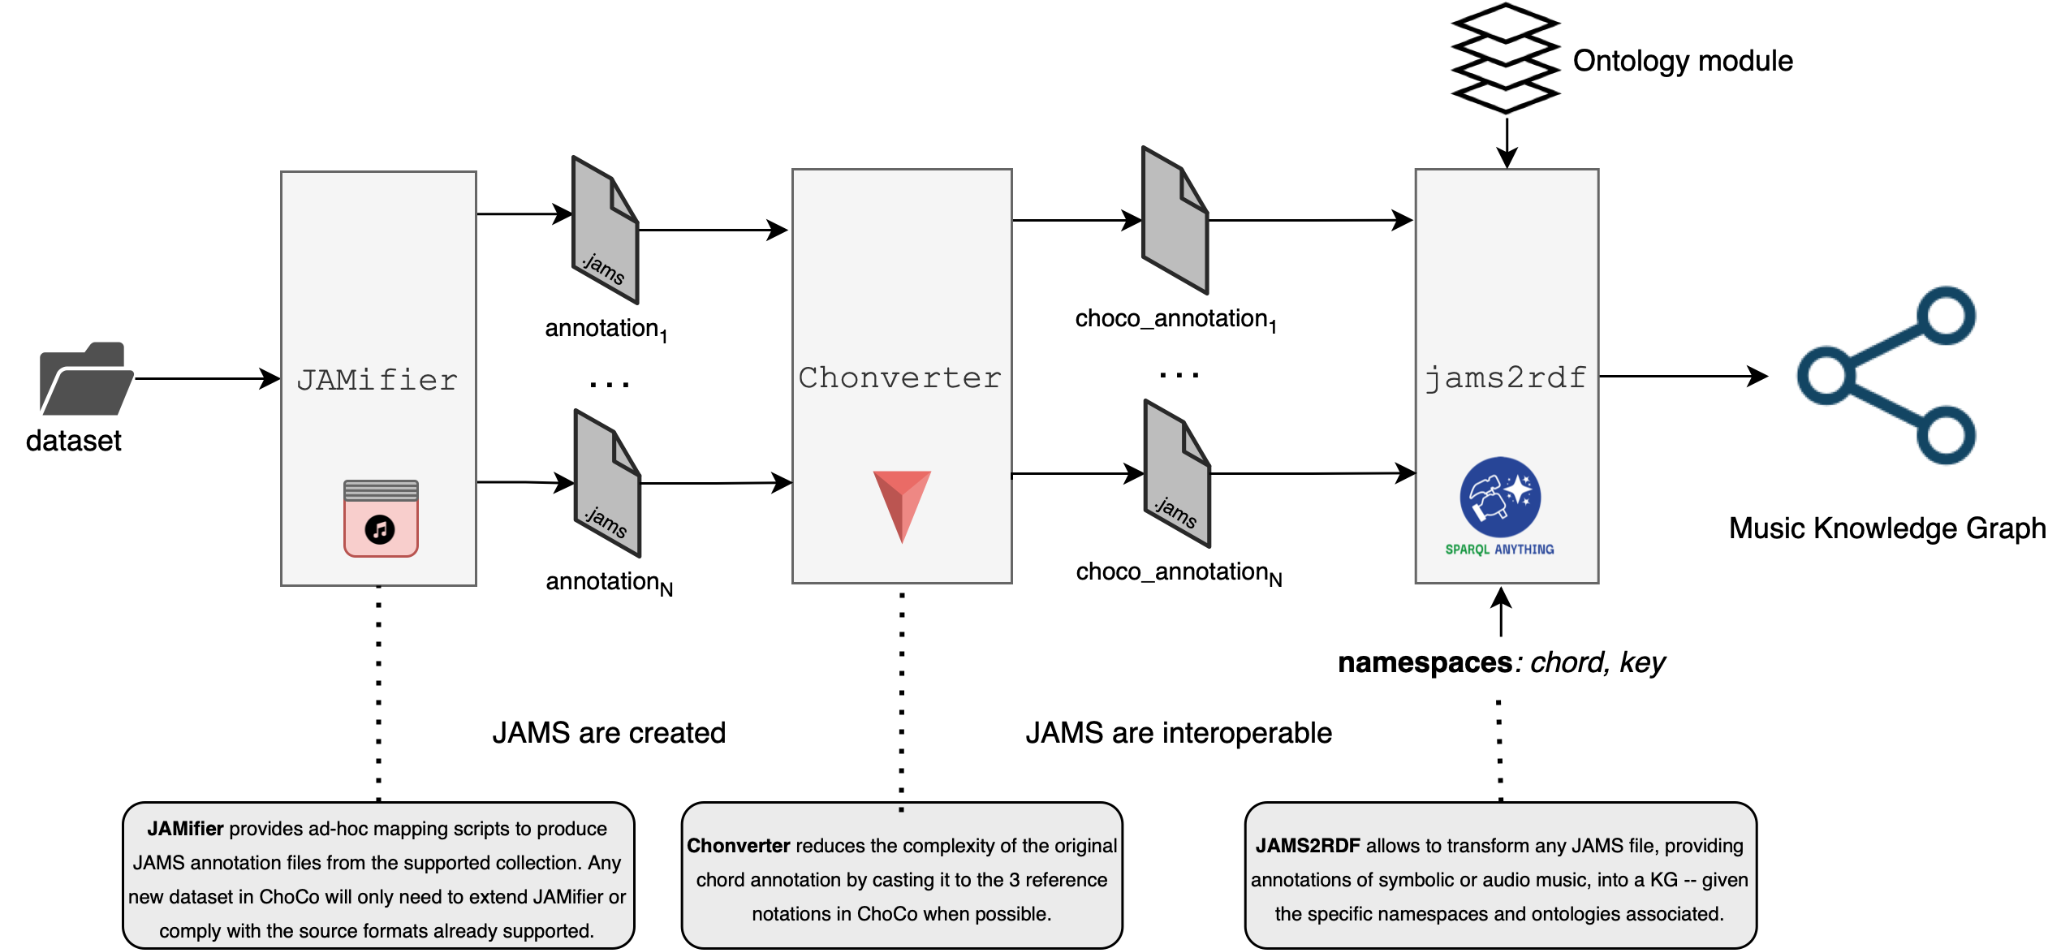 Ontology module
.jams
annotation1
...
.jams
annotationN
choco_annotation1
...
.jams
choco_annotationN
dataset
JAMifier
Chonverter
jams2rdf
SPARQL ANYTHING
Music Knowledge Graph
namespaces: chord, key
JAMS are created
JAMS are interoperable
JAMifier provides ad-hoc mapping scripts to produce
JAMS annotation files from the supported collection. Any
new dataset in ChoCo will only need to extend JAMifier or
comply with the source formats already supported.
Chonverter reduces the complexity of the original
chord annotation by casting it to the 3 reference
notations in ChoCo when possible.
JAMS2RDF allows to transform any JAMS file, providing
annotations of symbolic or audio music, into a KG -- given
the specific namespaces and ontologies associated.